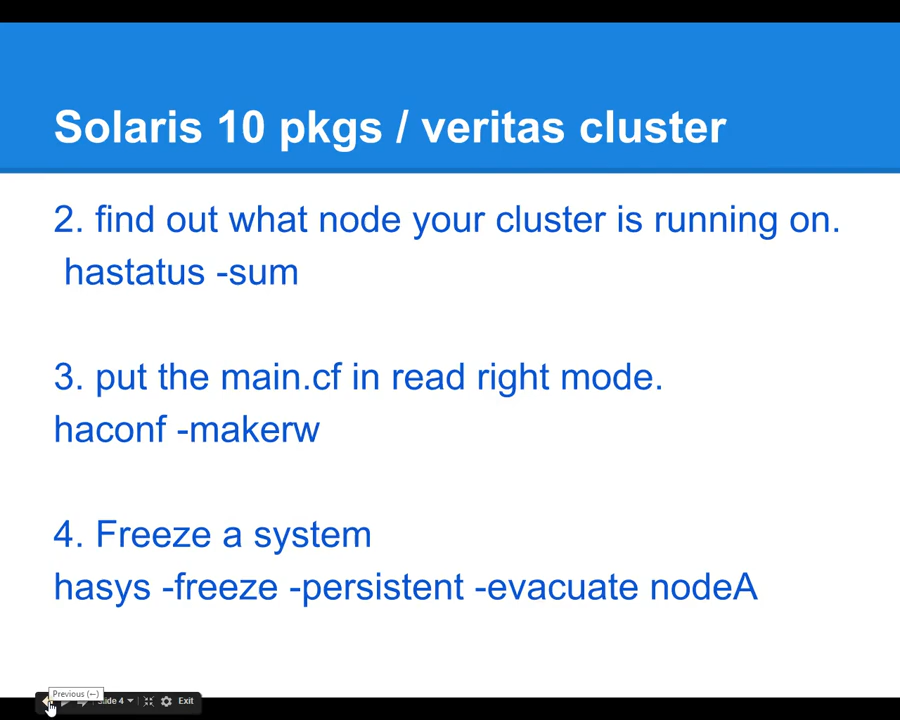 Solaris 10 pkgs / veritas cluster
2. find out what node your cluster is running on.
hastatus -sum
3. put the main.cf in read right mode.
haconf -makerw
4. Freeze a system
hasys -freeze -persistent -evacuate nodeA
Previous (←)
Slide 4
Exit